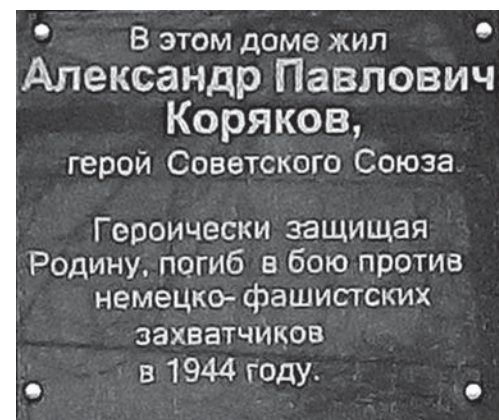 В этом доме жил
Александр Павлович
Коряков,
герой Советского Союза.
Героически защищая
Родину, погиб в бою против
немецко-фашистских
захватчиков
в 1944 году.